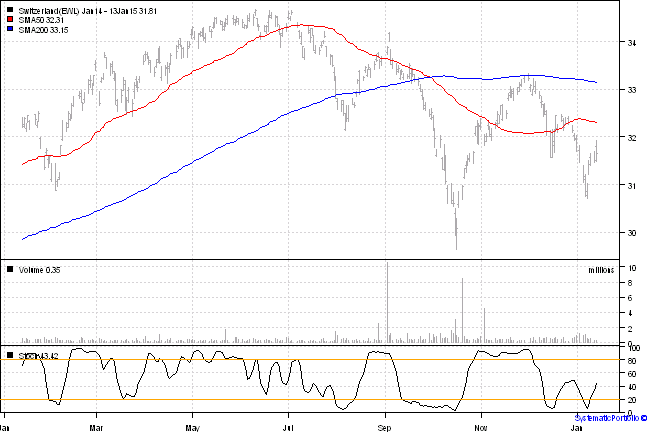 Switzerland(EWL) Jan14 - 13Jan15 31.81
SMA50 32.31
SMA200 33.15
34
33
32
31
30
Volume 0.35
millions
10
8
6
4
2
0
Stoch43.42
100
80
60
40
20
0
Jan
Mar
May
Jul
Sep
Nov
Jan
SystematicPortfolio ©